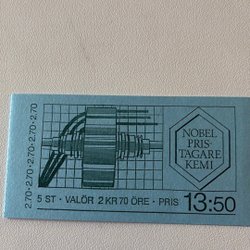 2.70·2.70·2.70·2.70·2.70
NOBEL
PRIS-
TAGARE
KEMI
5 ST · VALÖR 2 KR 70 ÖRE · PRIS 13:50